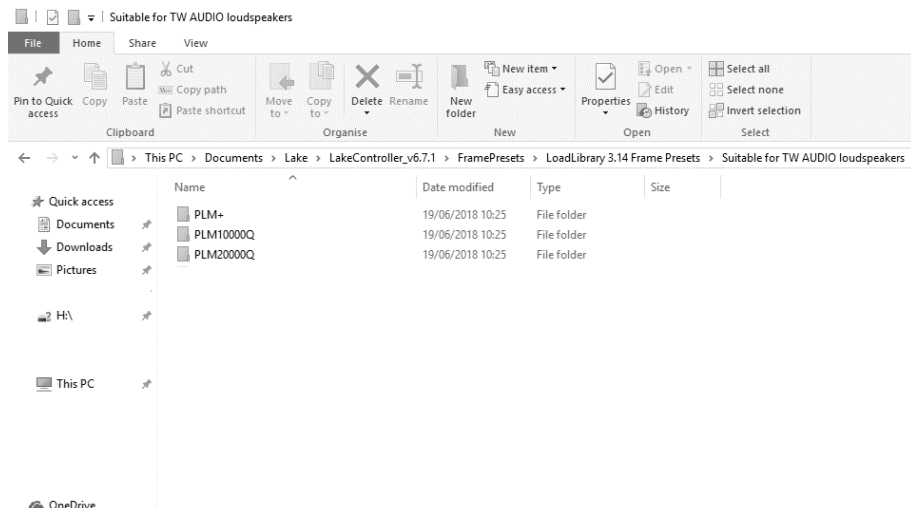 Suitable for TW AUDIO loudspeakers
File Home Share View
Pin to Quick access
Copy
Paste
Cut
Copy path
Paste shortcut
Clipboard
Move to
Copy to
Delete
Rename
Organise
New folder
New item
Easy access
New
Properties
Open
Edit
History
Open
Select all
Select none
Invert selection
Select
This PC > Documents > Lake > LakeController_v6.7.1 > FramePresets > LoadLibrary 3.14 Frame Presets > Suitable for TW AUDIO loudspeakers
Quick access
Documents
Downloads
Pictures
H:\
This PC
OneDrive
Name Date modified Type Size
PLM+ 19/06/2018 10:25 File folder
PLM10000Q 19/06/2018 10:25 File folder
PLM20000Q 19/06/2018 10:25 File folder